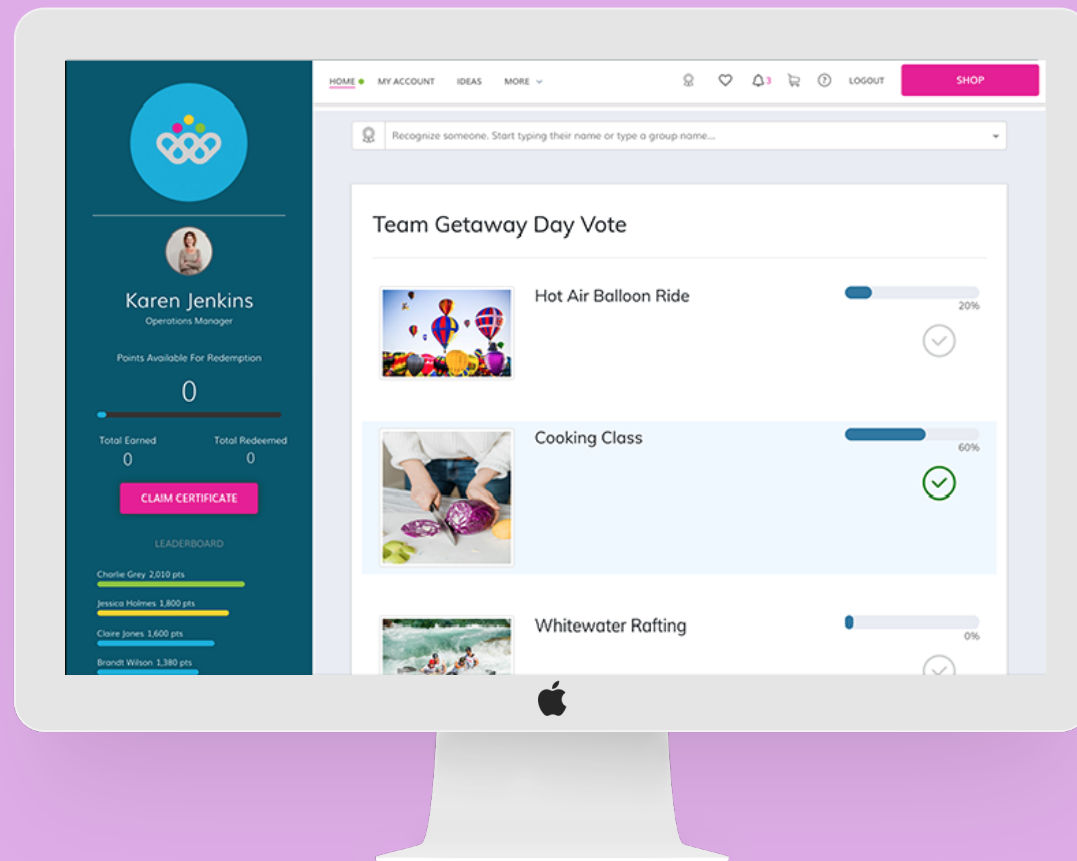 HOME
MY ACCOUNT
IDEAS
MORE
3
LOGOUT
SHOP
Recognize someone. Start typing their name or type a group name...
Karen Jenkins
Operations Manager
Points Available For Redemption
0
Total Earned
Total Redeemed
0
0
CLAIM CERTIFICATE
LEADERBOARD
Charlie Grey 2,010 pts
Jessica Holmes 1,800 pts
Claire Jones 1,600 pts
Brandt Wilson 1,380 pts
Team Getaway Day Vote
Hot Air Balloon Ride
20%
Cooking Class
60%
Whitewater Rafting
0%